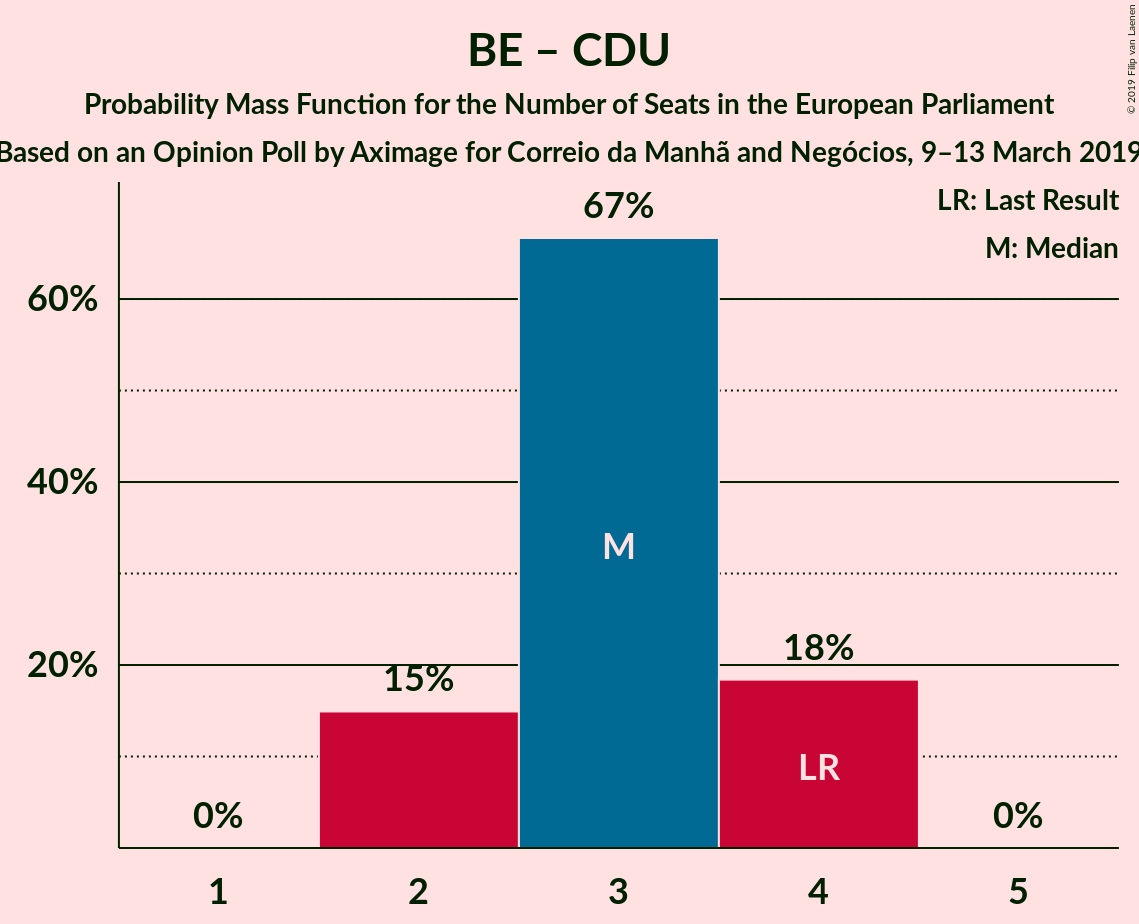 BE – CDU
Probability Mass Function for the Number of Seats in the European Parliament
Based on an Opinion Poll by Aximage for Correio da Manhã and Negócios, 9–13 March 2019
© 2019 Filip van Laenen
LR: Last Result
M: Median
67%
60%
40%
M
20%
15%
18%
LR
0%
0%
1
2
3
4
5